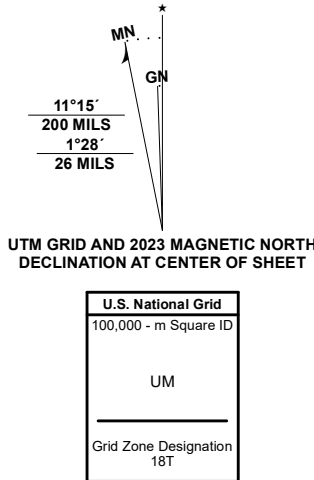 ★
MN
GN
11°15´
200 MILS
1°28´
26 MILS
UTM GRID AND 2023 MAGNETIC NORTH
DECLINATION AT CENTER OF SHEET
U.S. National Grid
100,000 - m Square ID
UM
Grid Zone Designation
18T